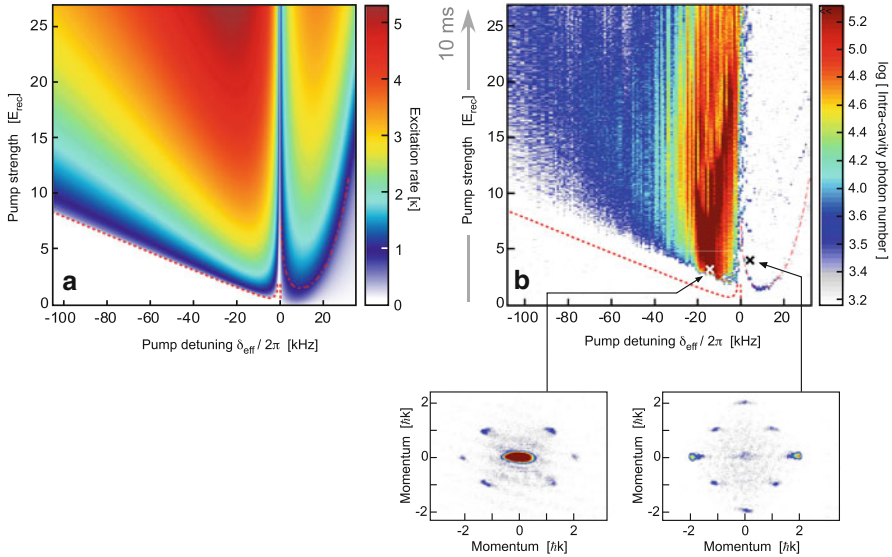 25
20
15
10
5
0
Pump strength [E_rec]
a
-100 -80 -60 -40 -20 0 20
Pump detuning δ_eff / 2π [kHz]
5
4
3
2
1
0
Excitation rate [κ]
10 ms
25
20
15
10
5
0
Pump strength [E_rec]
b
-100 -80 -60 -40 -20 0 20
Pump detuning δ_eff / 2π [kHz]
5.2
5.0
4.8
4.6
4.4
4.2
4.0
3.8
3.6
3.4
3.2
log [ Intra-cavity photon number ]
2
0
-2
Momentum [ħk]
-2 0 2
Momentum [ħk]
2
0
-2
Momentum [ħk]
-2 0 2
Momentum [ħk]